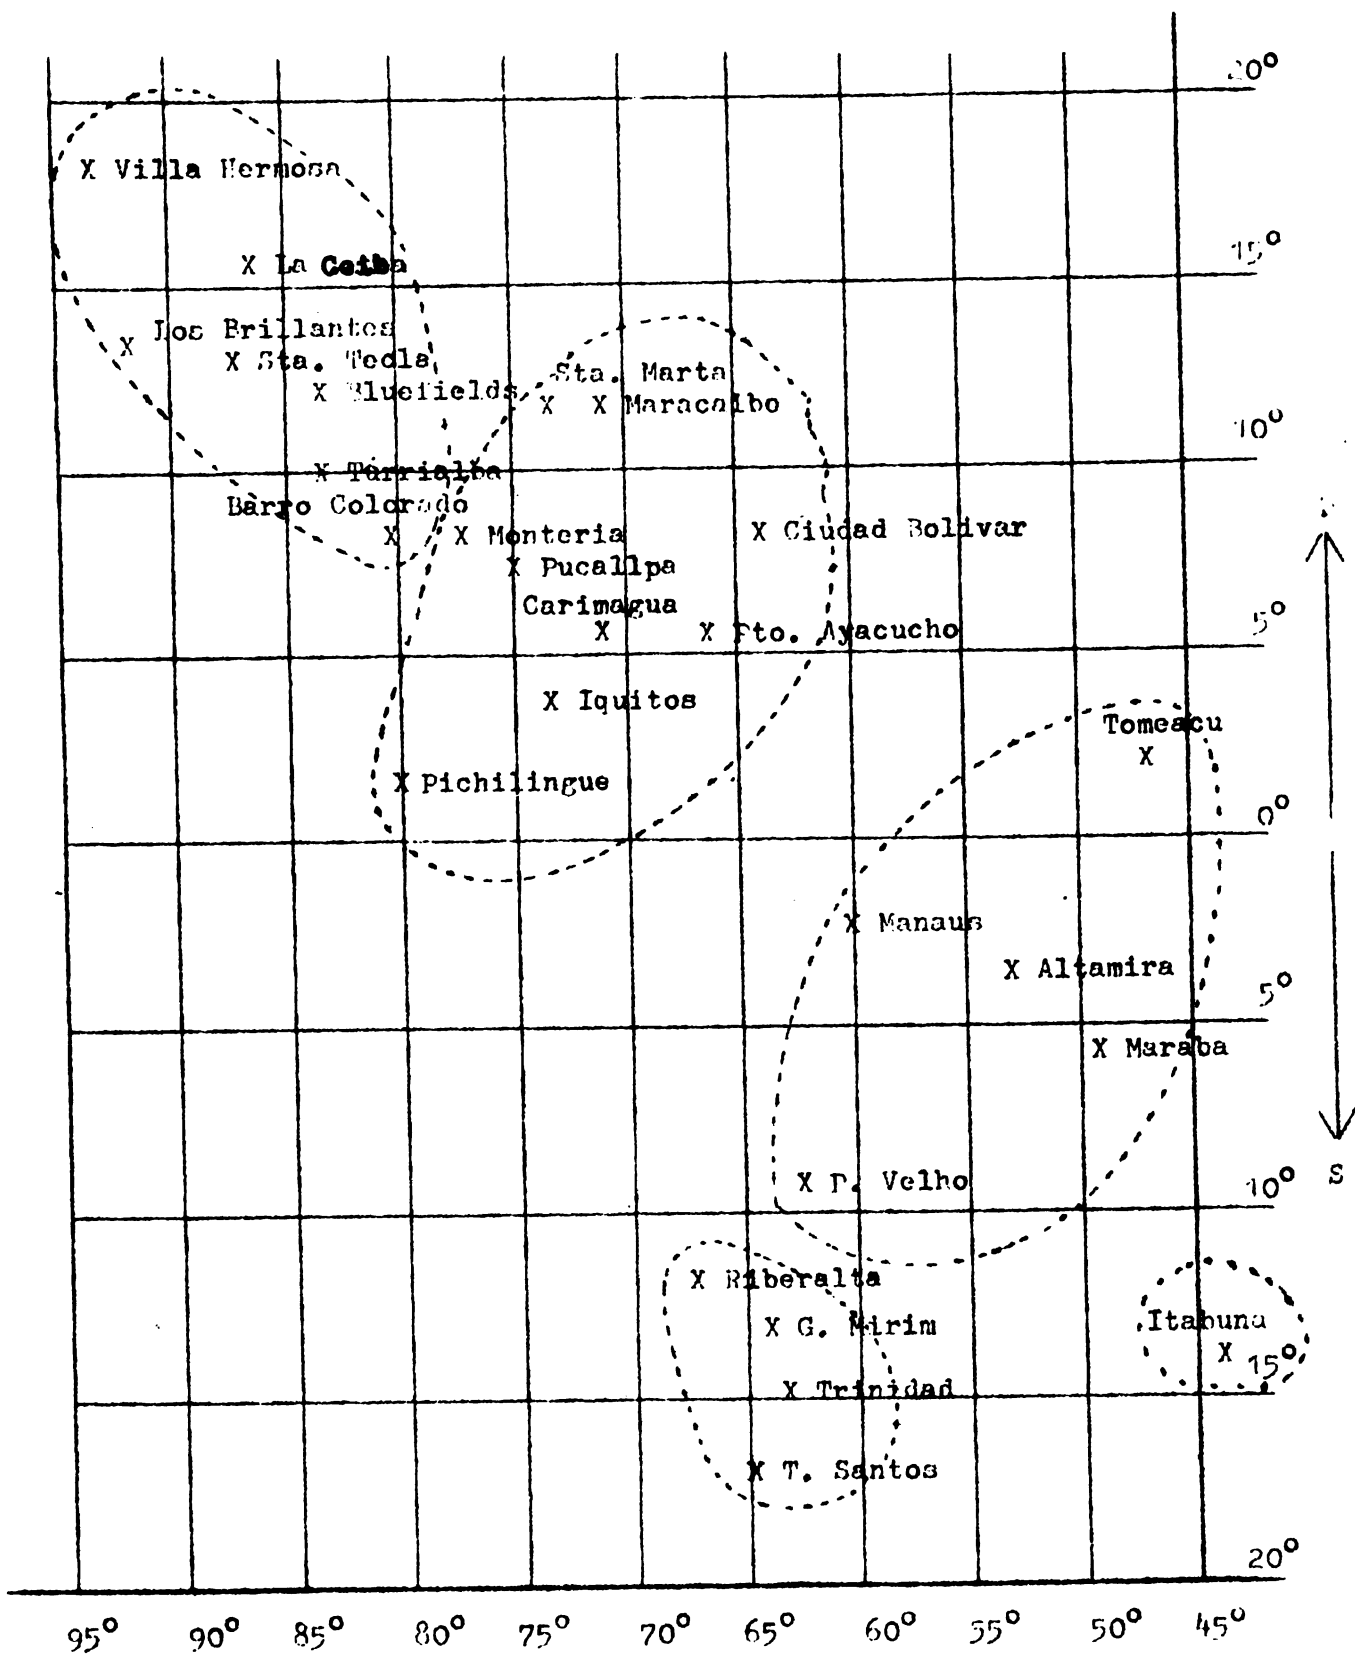 20°
X Villa Hermosa
15°
X La Ceiba
Los Brillantes
X
X Sta. Tecla
X Bluefields
Sta. Marta
X X Maracaibo
10°
X Turrialba
Barro Colorado
X X Monteria
X Ciudad Bolivar
X Pucallpa
Carimagua
X X Pto. Ayacucho
5°
X Iquitos
Tomeacu
X
X Pichilingue
0°
X Manaus
X Altamira
5°
X Maraba
X P. Velho
10°
S
X Riberalta
X G. Mirim
Itabuna
X 15°
X Trinidad
X T. Santos
20°
95° 90° 85° 80° 75° 70° 65° 60° 55° 50° 45°